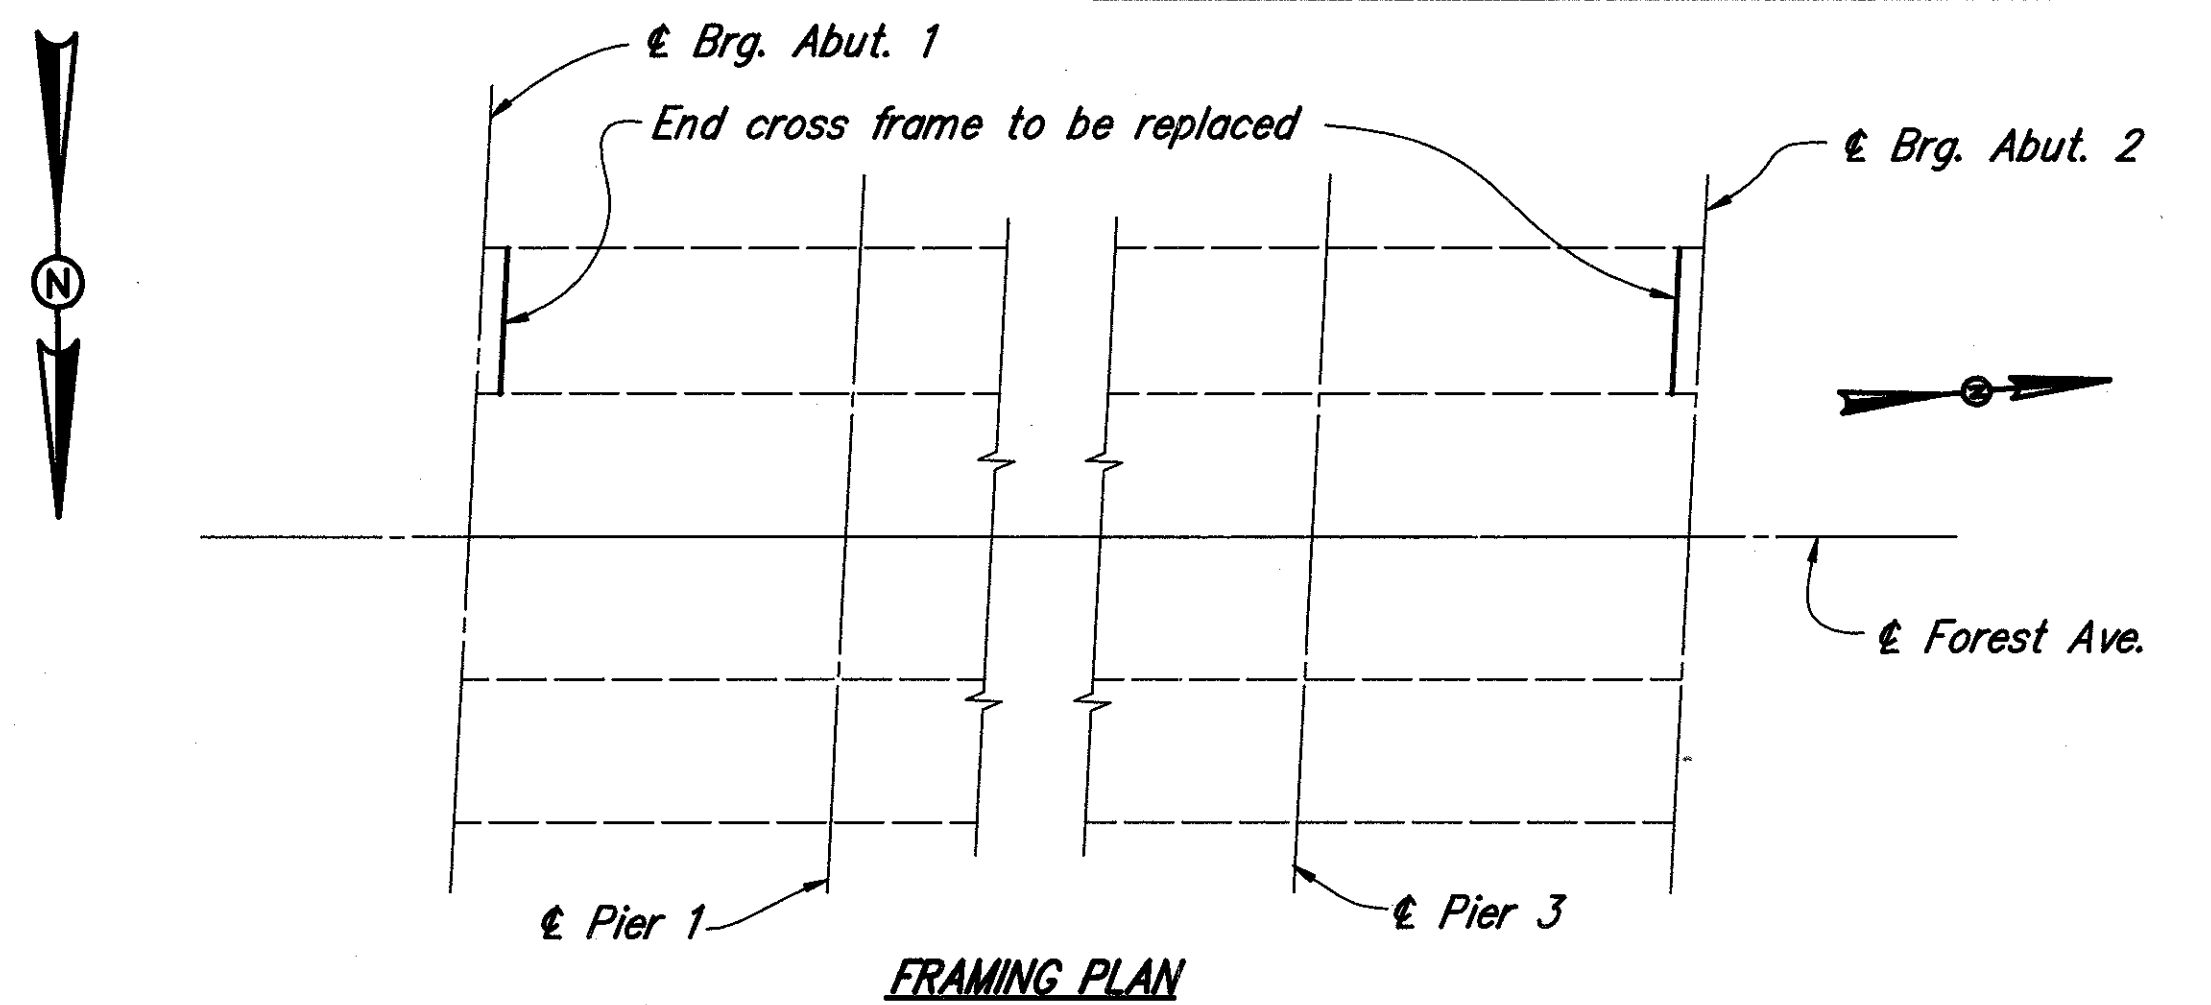 ℄ Brg. Abut. 1
End cross frame to be replaced
℄ Brg. Abut. 2
N
N
℄ Forest Ave.
℄ Pier 1
℄ Pier 3
FRAMING PLAN